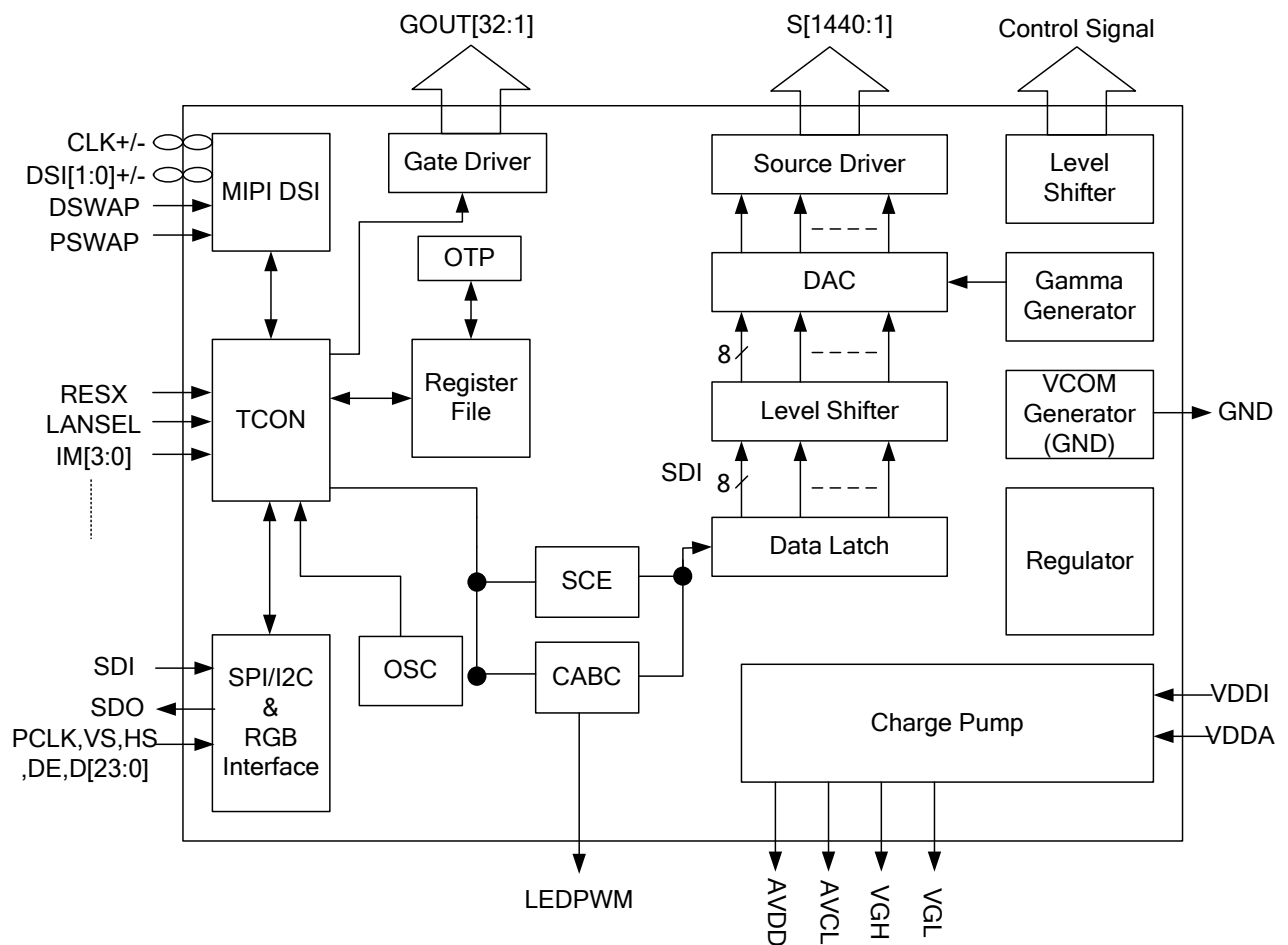 GOUT[32:1]
S[1440:1]
Control Signal
CLK+/-
DSI[1:0]+/-
DSWAP
PSWAP
MIPI DSI
Gate Driver
Source Driver
Level
Shifter
OTP
DAC
Gamma
Generator
8
RESX
LANSEL
IM[3:0]
TCON
Register
File
Level Shifter
VCOM
Generator
(GND)
GND
SDI
8
Data Latch
Regulator
SCE
OSC
CABC
SDI
SDO
PCLK,VS,HS
,DE,D[23:0]
SPI/I2C
&
RGB
Interface
Charge Pump
VDDI
VDDA
LEDPWM
AVDD
AVCL
VGH
VGL